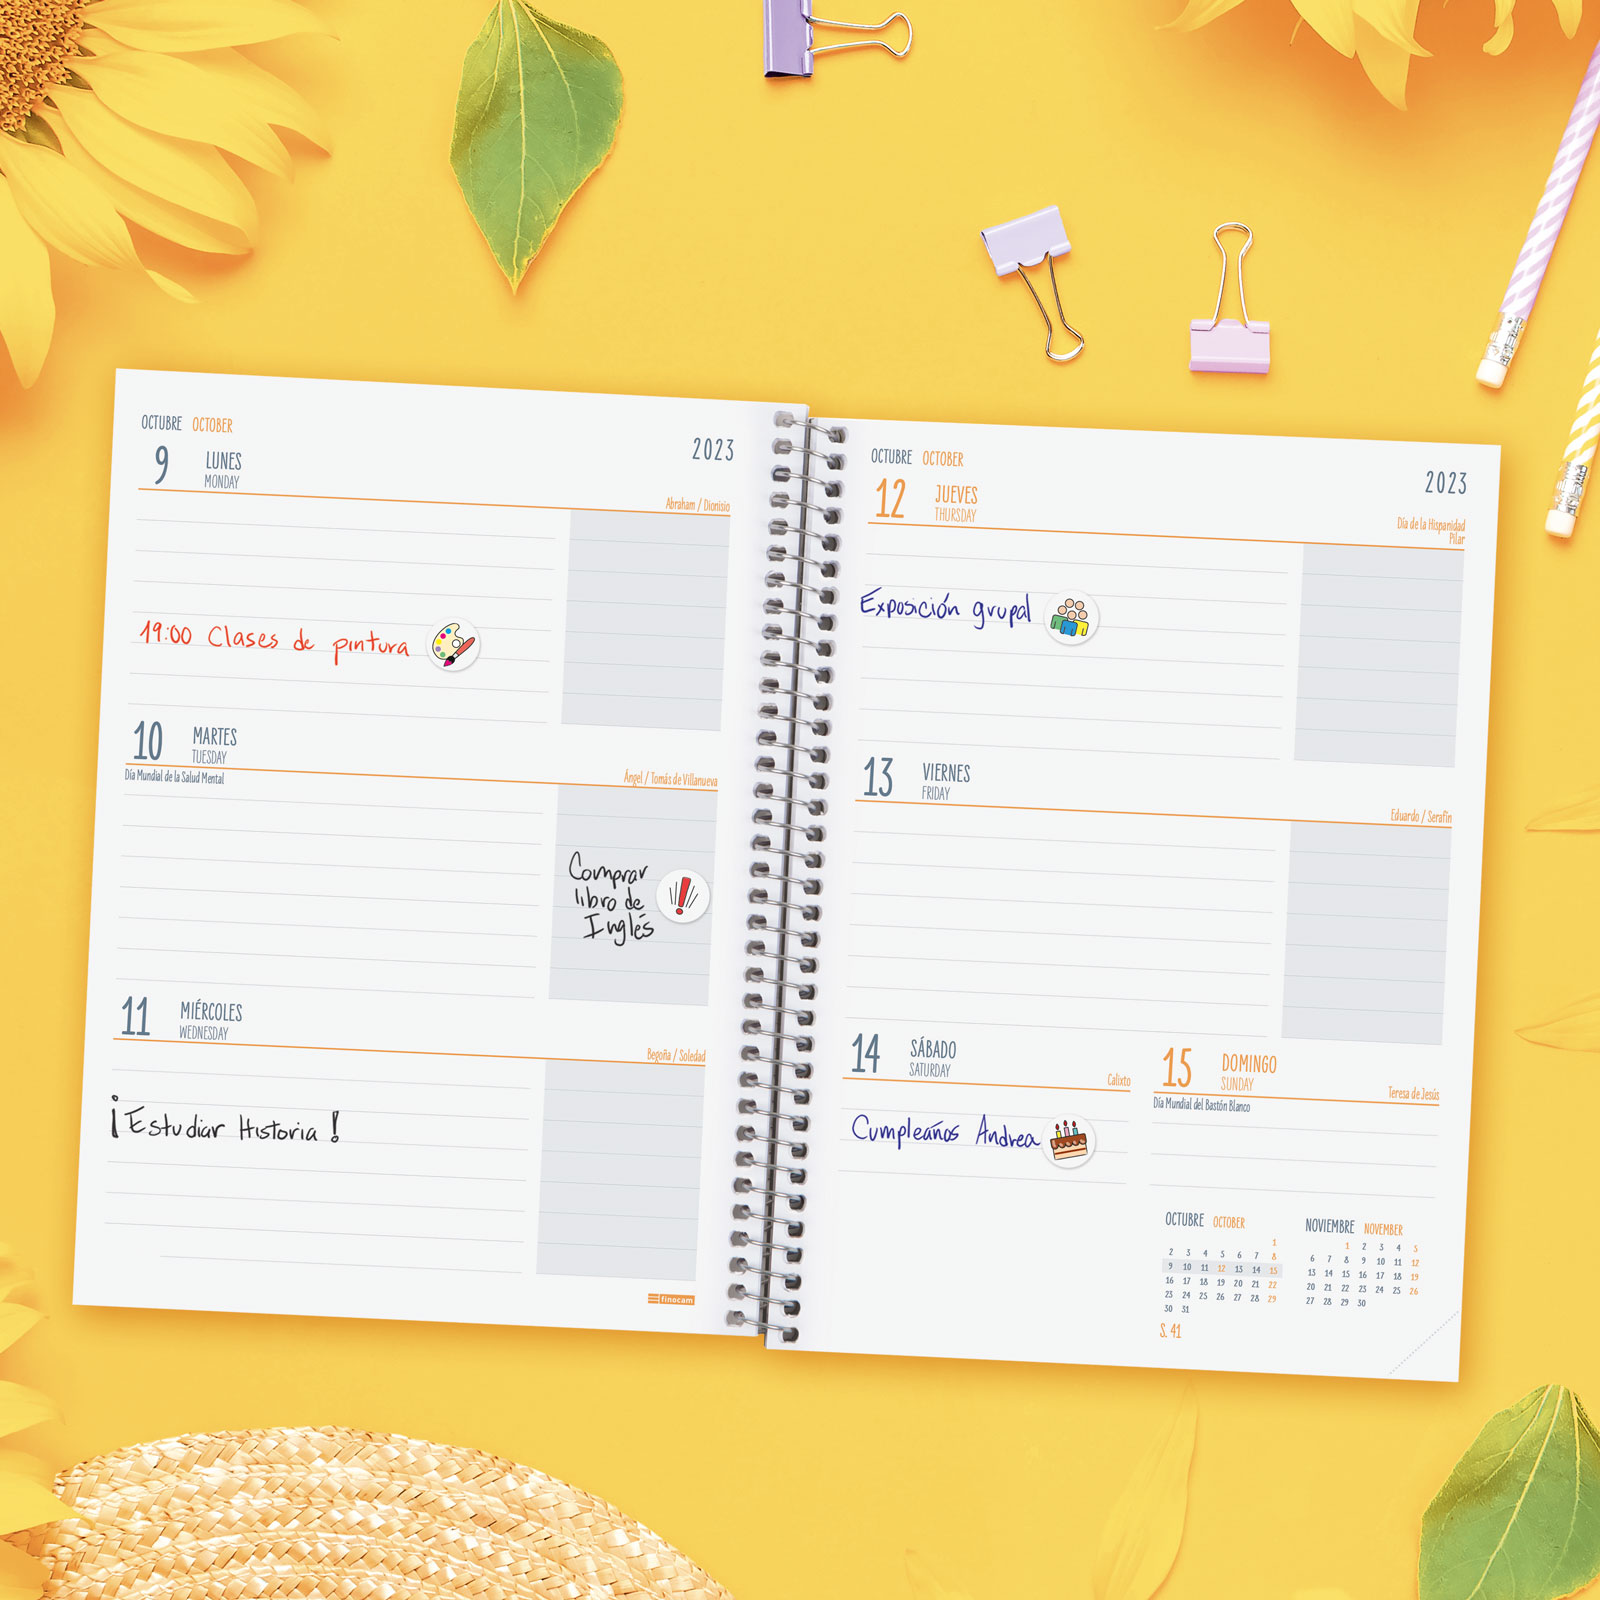 OCTUBRE OCTOBER
2023
9 LUNES
MONDAY
Abraham / Dionisio
19:00 Clases de pintura
10 MARTES
TUESDAY
Día Mundial de la Salud Mental
Ángel / Tomás de Villanueva
Comprar
libro de
Inglés
11 MIÉRCOLES
WEDNESDAY
Begoña / Soledad
¡Estudiar Historia!
finocam
OCTUBRE OCTOBER
2023
12 JUEVES
THURSDAY
Día de la Hispanidad
Pilar
Exposición grupal
13 VIERNES
FRIDAY
Eduardo / Serafín
14 SÁBADO
SATURDAY
Calixto
Cumpleaños Andrea
15 DOMINGO
SUNDAY
Teresa de Jesús
Día Mundial del Bastón Blanco
OCTUBRE OCTOBER
1
2 3 4 5 6 7 8
9 10 11 12 13 14 15
16 17 18 19 20 21 22
23 24 25 26 27 28 29
30 31
S. 41
NOVIEMBRE NOVEMBER
1 2 3 4 5
6 7 8 9 10 11 12
13 14 15 16 17 18 19
20 21 22 23 24 25 26
27 28 29 30